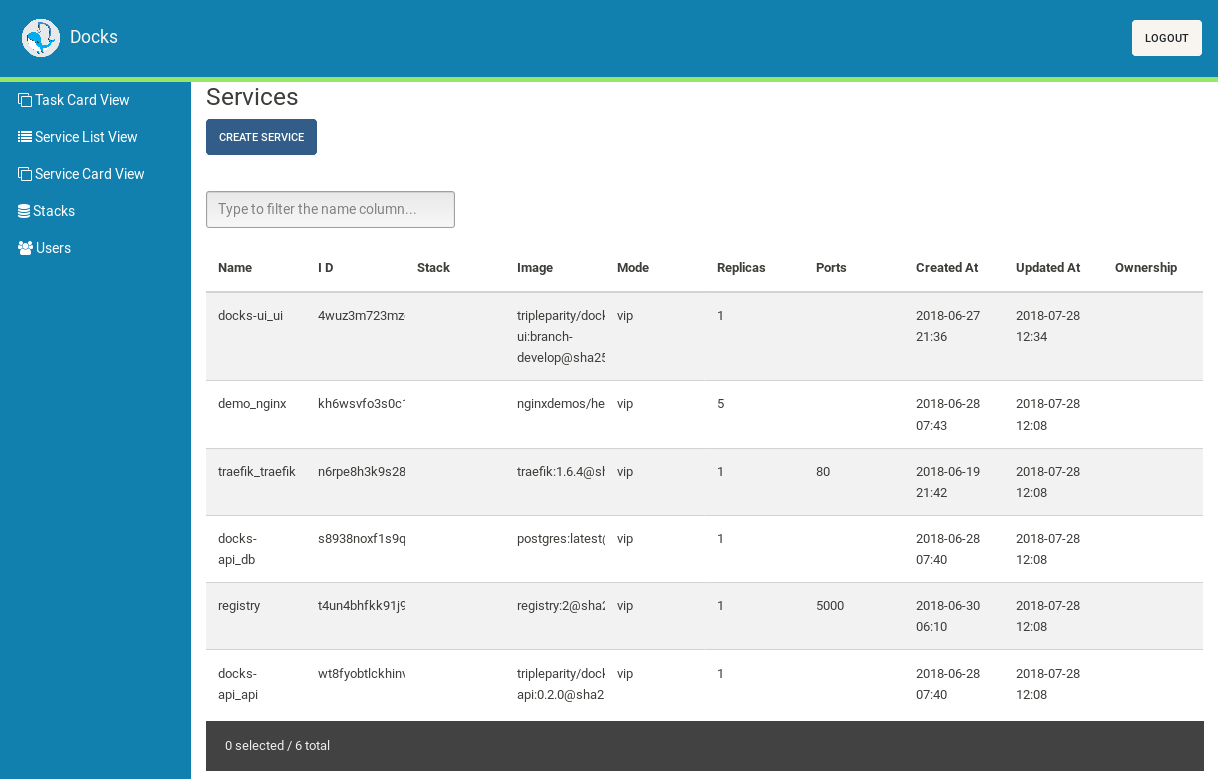 Docks
LOGOUT
Task Card View
Service List View
Service Card View
Stacks
Users
Services
CREATE SERVICE
Type to filter the name column...
Name I D Stack Image Mode Replicas Ports Created At Updated At Ownership
docks-ui_ui 4wuz3m723mz tripleparity/dock vip 1 2018-06-27 2018-07-28
ui:branch- 21:36 12:34
develop@sha25
demo_nginx kh6wsvfo3s0c1 nginxdemos/he vip 5 2018-06-28 2018-07-28
07:43 12:08
traefik_traefik n6rpe8h3k9s28 traefik:1.6.4@sh vip 1 80 2018-06-19 2018-07-28
21:42 12:08
docks- s8938noxf1s9q postgres:latest@ vip 1 2018-06-28 2018-07-28
api_db 07:40 12:08
registry t4un4bhfkk91j9 registry:2@sha2 vip 1 5000 2018-06-30 2018-07-28
06:10 12:08
docks- wt8fyobtlckhinv tripleparity/dock vip 1 2018-06-28 2018-07-28
api_api api:0.2.0@sha2 07:40 12:08
0 selected / 6 total